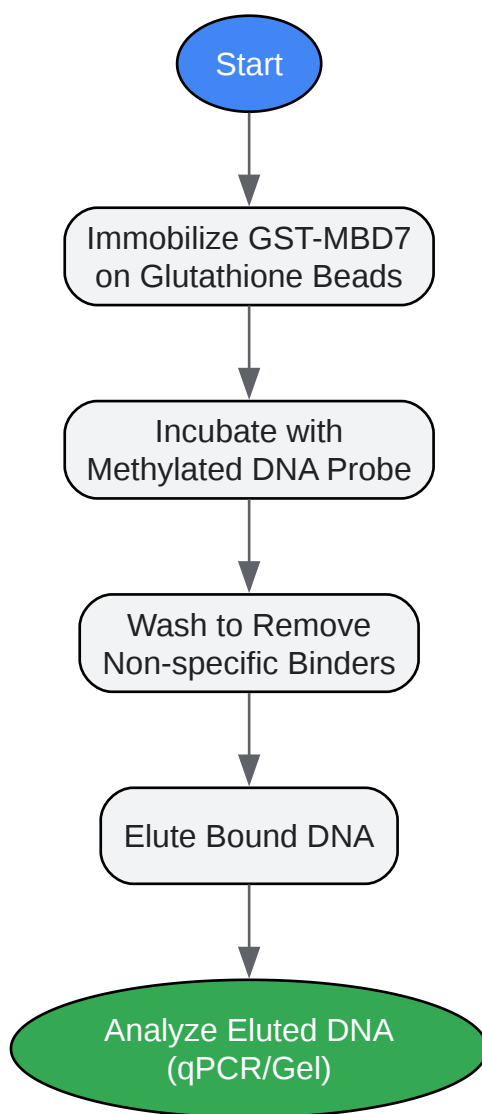 Start
Immobilize GST-MBD7
on Glutathione Beads
Incubate with
Methylated DNA Probe
Wash to Remove
Non-specific Binders
Elute Bound DNA
Analyze Eluted DNA
(qPCR/Gel)